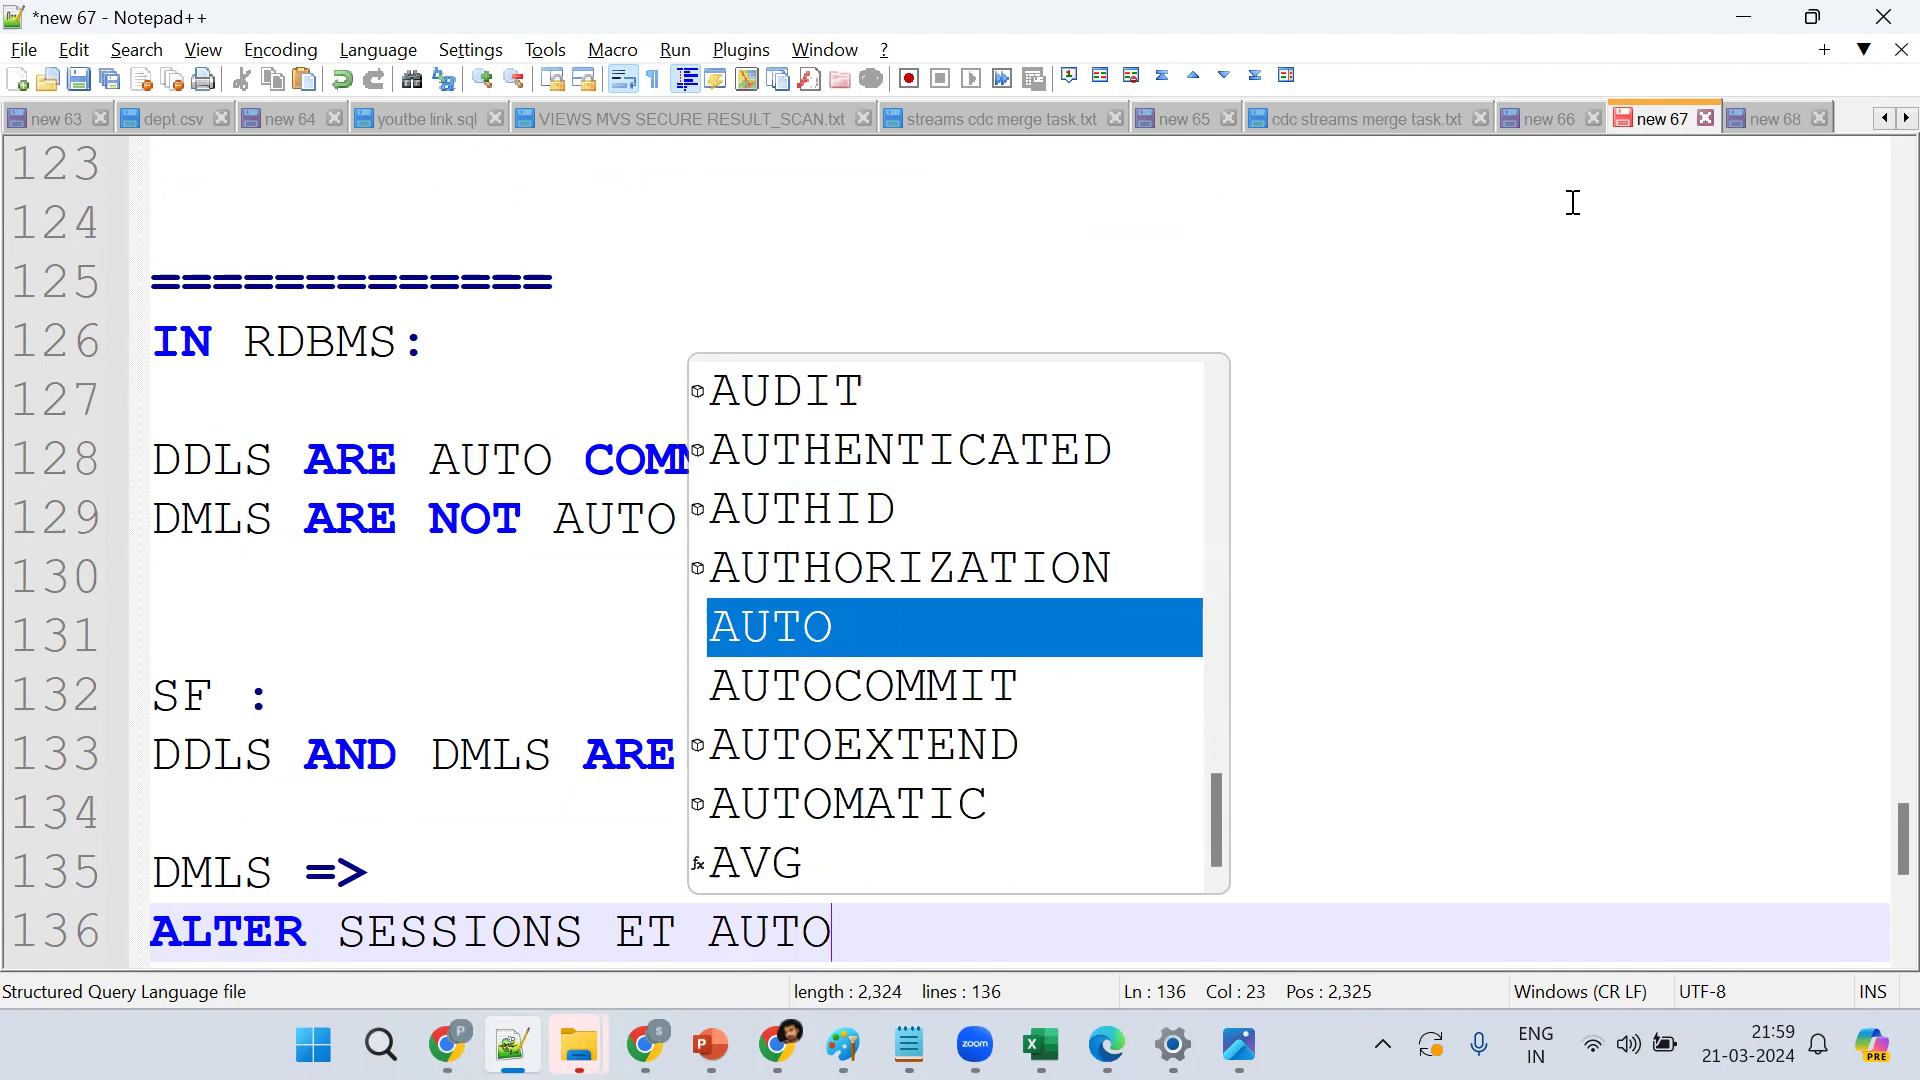 *new 67 - Notepad++
File Edit Search View Encoding Language Settings Tools Macro Run Plugins Window ?
new 63 dept.csv new 64 youtbe link.sql VIEWS MVS SECURE RESULT_SCAN.txt streams cdc merge task.txt new 65 cdc streams merge task.txt new 66 new 67 new 68
123
124
125 =============
126 IN RDBMS:
127
128 DDLS ARE AUTO COMM
129 DMLS ARE NOT AUTO
130
131
132 SF :
133 DDLS AND DMLS ARE
134
135 DMLS =>
136 ALTER SESSIONS ET AUTO
AUDIT
AUTHENTICATED
AUTHID
AUTHORIZATION
AUTO
AUTOCOMMIT
AUTOEXTEND
AUTOMATIC
AVG
Structured Query Language file length : 2,324 lines : 136 Ln : 136 Col : 23 Pos : 2,325 Windows (CR LF) UTF-8 INS
P S zoom ENG
IN
21:59
21-03-2024
PRE